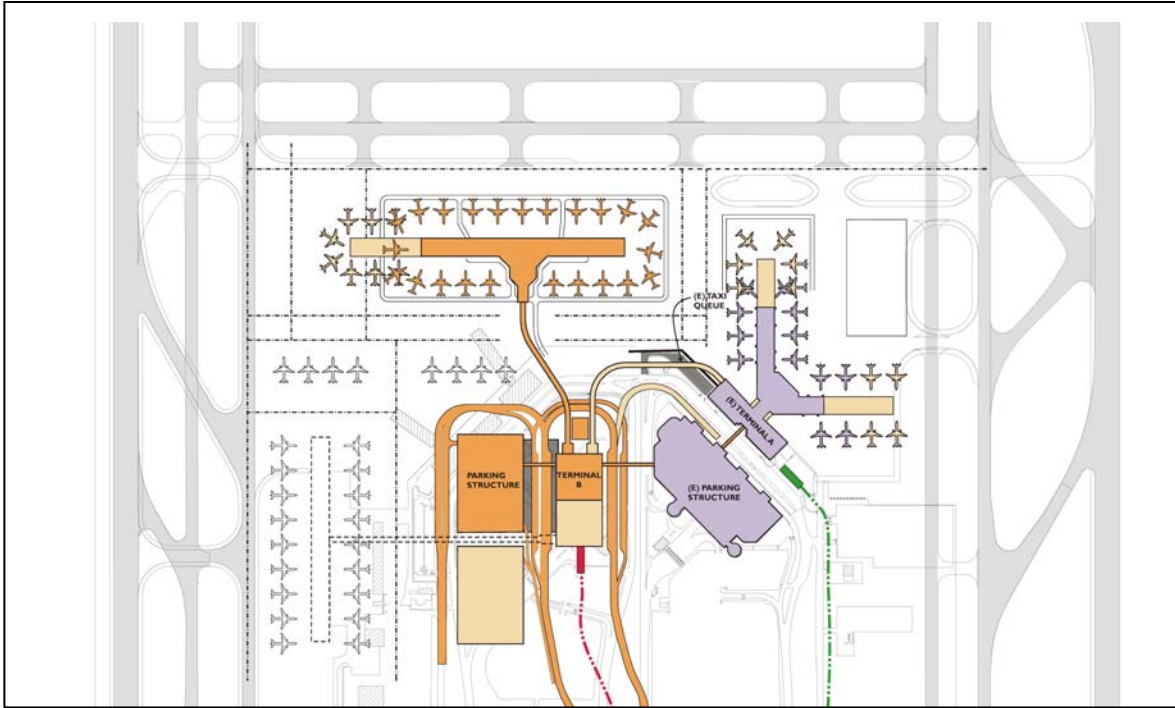 (E) TAXI
QUEUE
(E) TERMINAL A
PARKING
STRUCTURE
TERMINAL
B
(E) PARKING
STRUCTURE